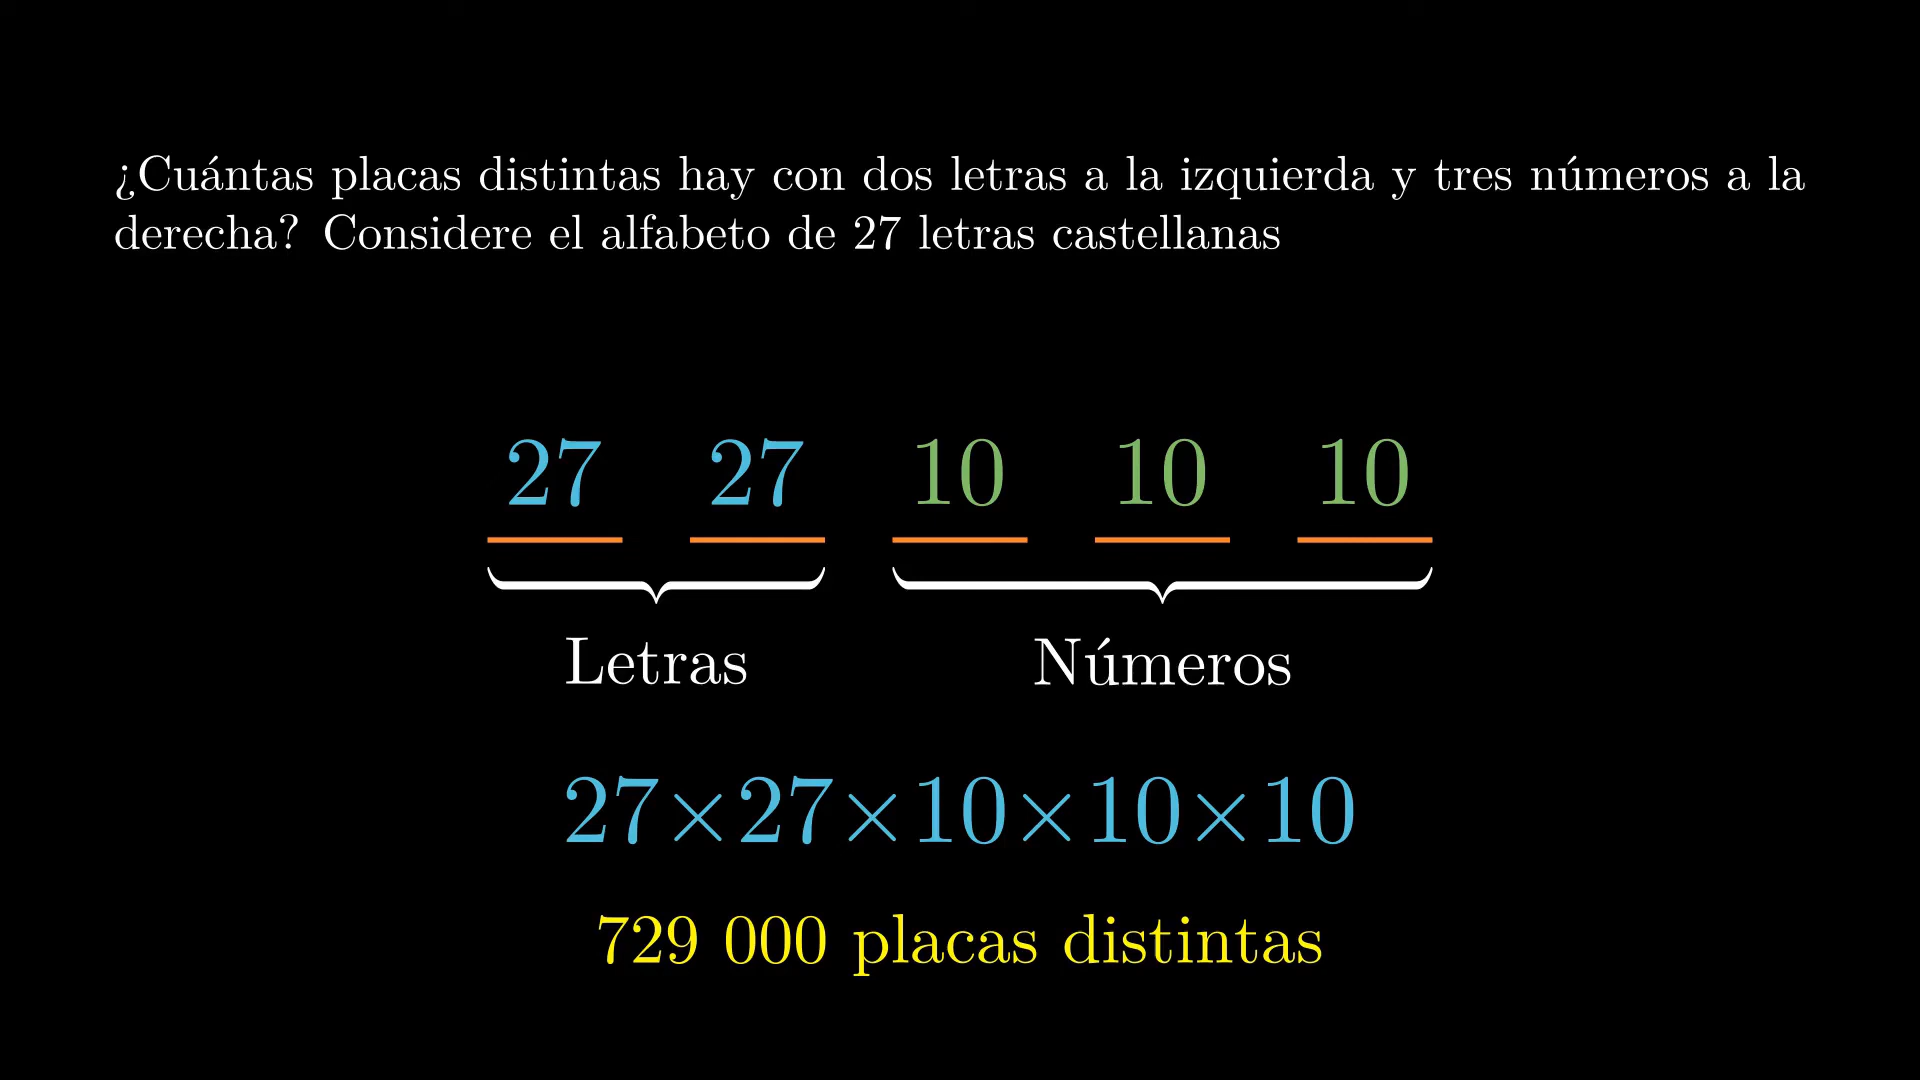 ¿Cuántas placas distintas hay con dos letras a la izquierda y tres números a la
derecha? Considere el alfabeto de 27 letras castellanas
27 27 10 10 10
Letras Números
27×27×10×10×10
729 000 placas distintas